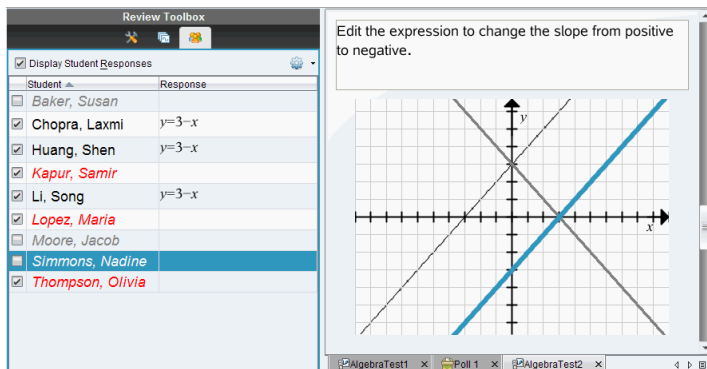 Review Toolbox
Display Student Responses
Student Response
Baker, Susan
Chopra, Laxmi y=3-x
Huang, Shen y=3-x
Kapur, Samir
Li, Song y=3-x
Lopez, Maria
Moore, Jacob
Simmons, Nadine
Thompson, Olivia
Edit the expression to change the slope from positive
to negative.
y
x
AlgebraTest1 Poll 1 AlgebraTest2